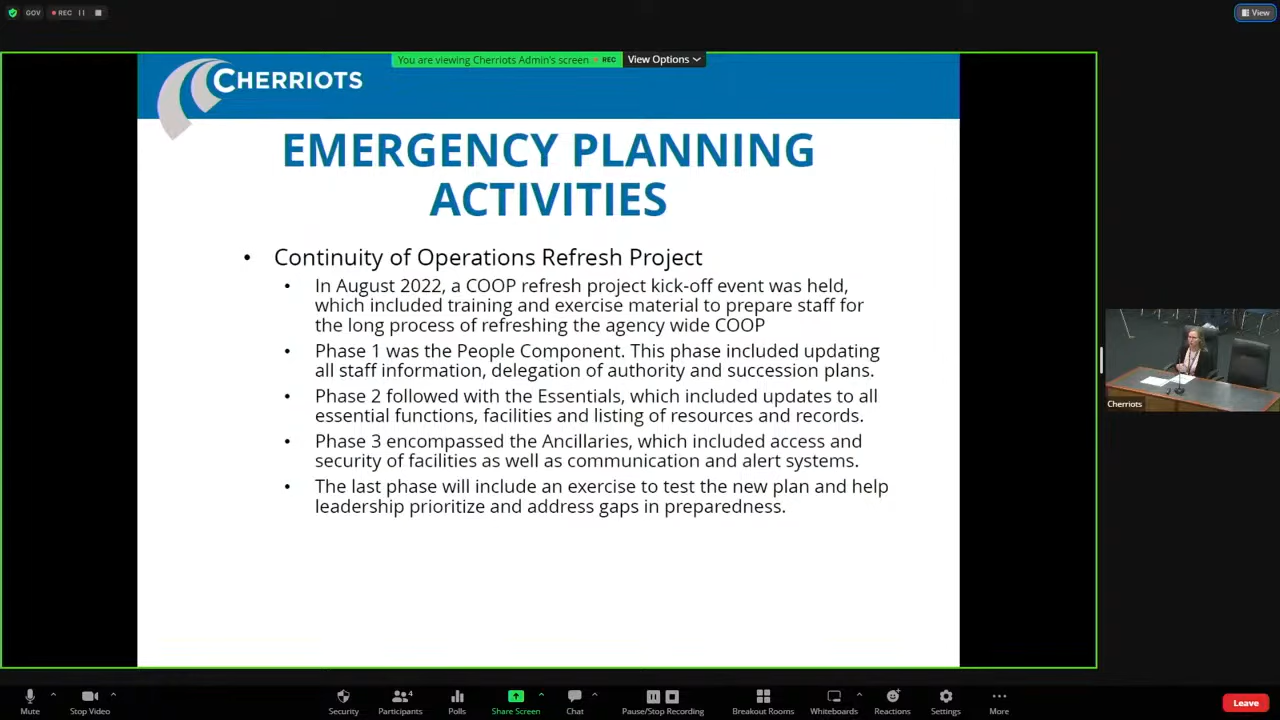 GOV
REC
View
You are viewing Cherriots Admin's screen
REC
View Options
CHERRIOTS
EMERGENCY PLANNING
ACTIVITIES
• Continuity of Operations Refresh Project
• In August 2022, a COOP refresh project kick-off event was held,
which included training and exercise material to prepare staff for
the long process of refreshing the agency wide COOP
• Phase 1 was the People Component. This phase included updating
all staff information, delegation of authority and succession plans.
• Phase 2 followed with the Essentials, which included updates to all
essential functions, facilities and listing of resources and records.
• Phase 3 encompassed the Ancillaries, which included access and
security of facilities as well as communication and alert systems.
• The last phase will include an exercise to test the new plan and help
leadership prioritize and address gaps in preparedness.
Cherriots
Mute
Stop Video
Security
Participants
4
Polls
Share Screen
Chat
Pause/Stop Recording
Breakout Rooms
Whiteboards
Reactions
Settings
More
Leave